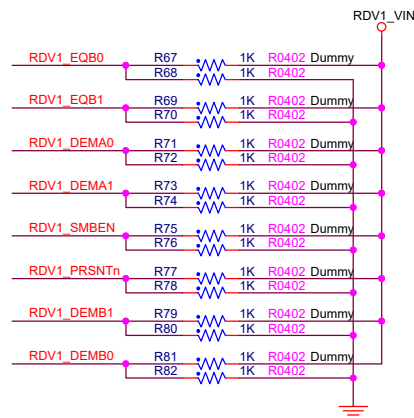 RDV1_VIN
RDV1_EQB0 R67 1K R0402 Dummy
R68 1K R0402
RDV1_EQB1 R69 1K R0402 Dummy
R70 1K R0402
RDV1_DEMA0 R71 1K R0402 Dummy
R72 1K R0402
RDV1_DEMA1 R73 1K R0402 Dummy
R74 1K R0402
RDV1_SMBEN R75 1K R0402 Dummy
R76 1K R0402
RDV1_PRSNTn R77 1K R0402 Dummy
R78 1K R0402
RDV1_DEMB1 R79 1K R0402 Dummy
R80 1K R0402
RDV1_DEMB0 R81 1K R0402 Dummy
R82 1K R0402